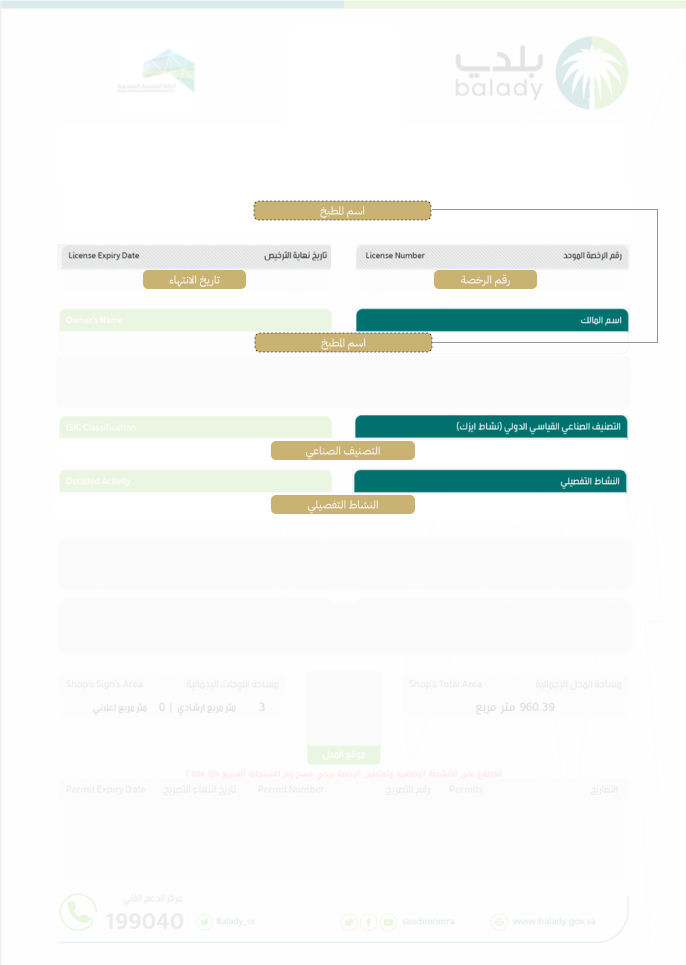 بلدي
balady
اسم المطبخ
رقم الرخصة الموحد License Number
تاريخ نهاية الترخيص License Expiry Date
رقم الرخصة
تاريخ الانتهاء
اسم المالك
Owner's Name
اسم المطبخ
التصنيف الصناعي القياسي الدولي (نشاط ايزك)
ISIC Classification
التصنيف الصناعي
النشاط التفصيلي
Detailed Activity
النشاط التفصيلي
مساحة المحل الإجمالية Shop's Total Area
مساحة اللوحات الإجمالية Shop's Sign's Area
960.39 متر مربع
3 متر مربع ارشادي | 0 متر مربع اعلاني
موقع المحل
للاطلاع على الأنشطة الإضافية وتفاصيل الرخصة يرجي مسح رمز الاستجابة السريع Code QR
التصاريح Permits
رقم التصريح Permit Number
تاريخ انتهاء التصريح Permit Expiry Date
مركز الدعم الفني
199040
Balady_cs
saudimomra
www.balady.gov.sa